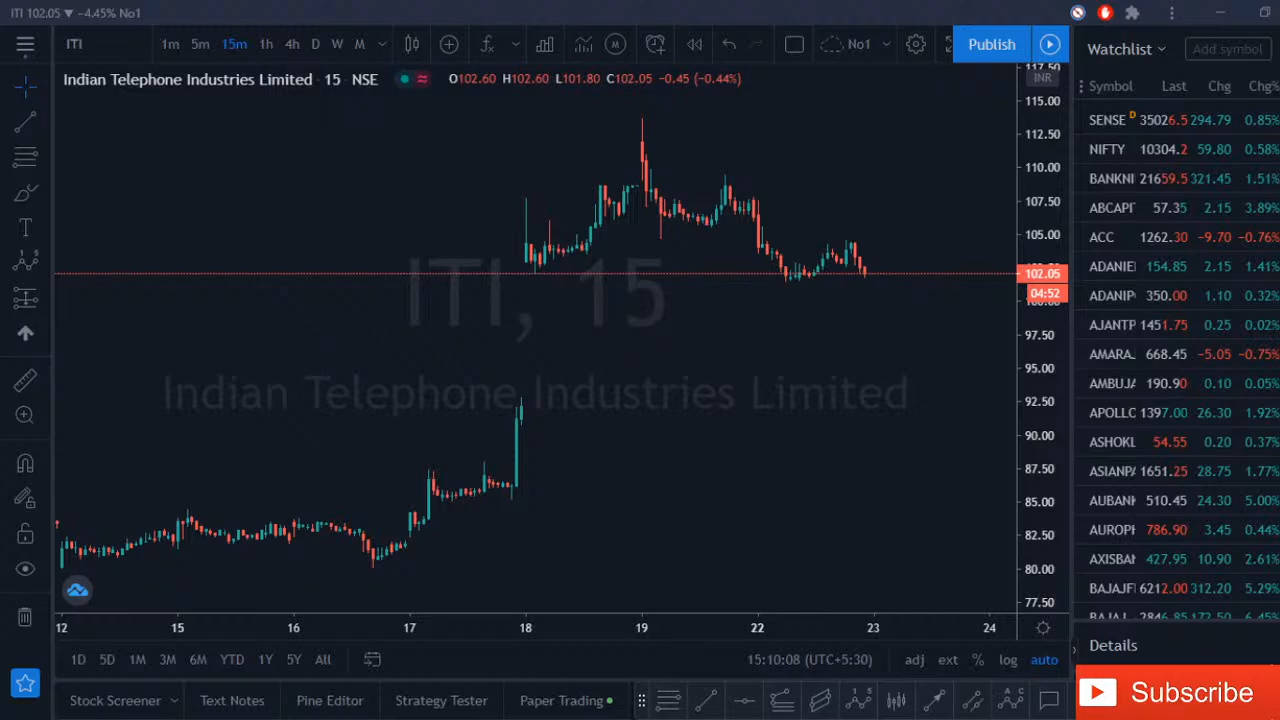 ITI 102.05 ▼ −4.45% No1
ITI 1m 5m 15m 1h 4h D W M No1 Publish
Watchlist Add symbol
Indian Telephone Industries Limited 15 NSE O102.60 H102.60 L101.80 C102.05 −0.45 (−0.44%)
INR
Symbol Last Chg Chg%
SENSE D 35026.5 294.79 0.85%
NIFTY 10304.2 59.80 0.58%
BANKNI 21659.5 321.45 1.51%
ABCAPI 57.35 2.15 3.89%
ACC 1262.30 −9.70 −0.76%
ADANIE 154.85 2.15 1.41%
ADANIP 350.00 1.10 0.32%
AJANTP 1451.75 0.25 0.02%
AMARA. 668.45 −5.05 −0.75%
AMBUJA 190.90 0.10 0.05%
APOLLO 1397.00 26.30 1.92%
ASHOKL 54.55 0.20 0.37%
ASIANPA 1651.25 28.75 1.77%
AUBANK 510.45 24.30 5.00%
AUROPH 786.90 3.45 0.44%
AXISBAN 427.95 10.90 2.61%
BAJAJFI 6212.00 312.20 5.29%
BAJAJ 2846.85 172.50 6.45%
117.50
115.00
112.50
110.00
107.50
105.00
102.05
04:52
100.00
97.50
95.00
92.50
90.00
87.50
85.00
82.50
80.00
77.50
ITI, 15
Indian Telephone Industries Limited
12 15 16 17 18 19 22 23 24
1D 5D 1M 3M 6M YTD 1Y 5Y All 15:10:08 (UTC+5:30) adj ext % log auto
Details
Stock Screener Text Notes Pine Editor Strategy Tester Paper Trading
Subscribe